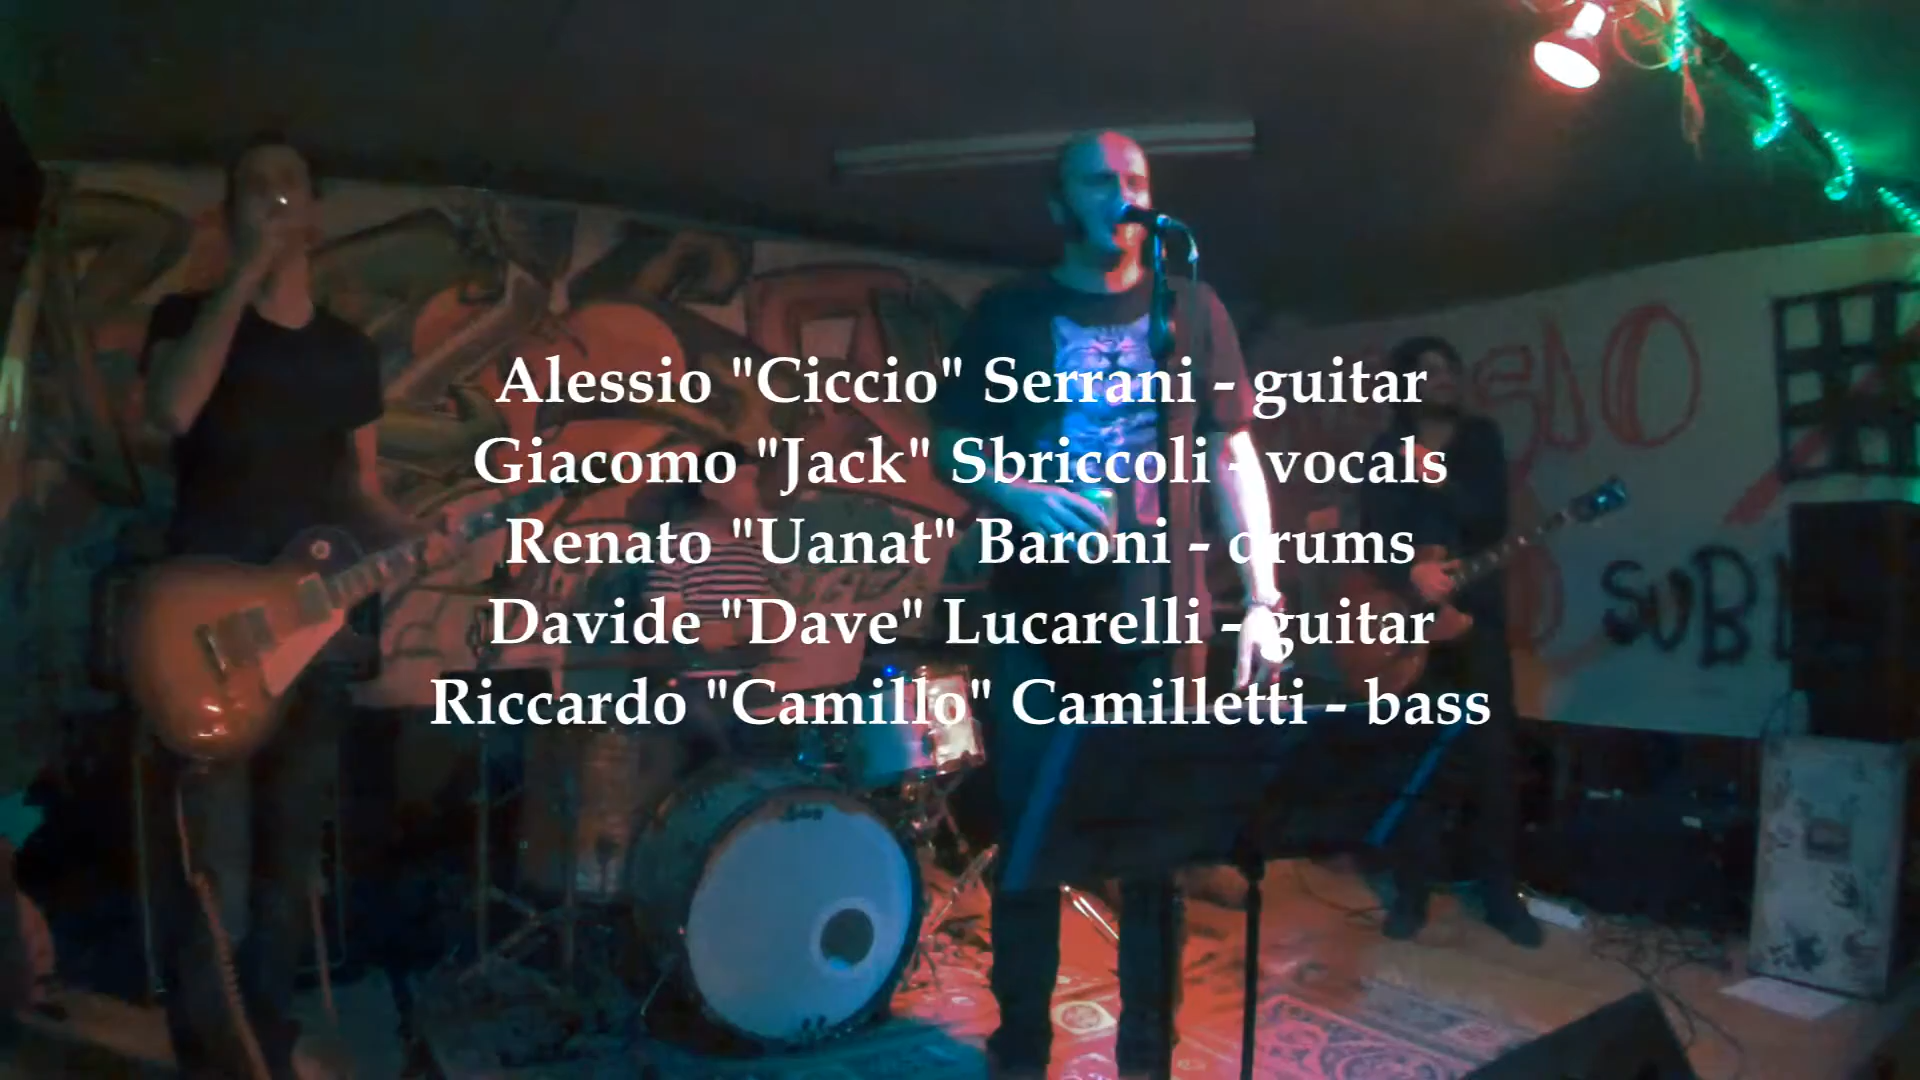 Alessio "Ciccio" Serrani - guitar
Giacomo "Jack" Sbriccoli - vocals
Renato "Uanat" Baroni - drums
Davide "Dave" Lucarelli - guitar
Riccardo "Camillo" Camilletti - bass
SUB